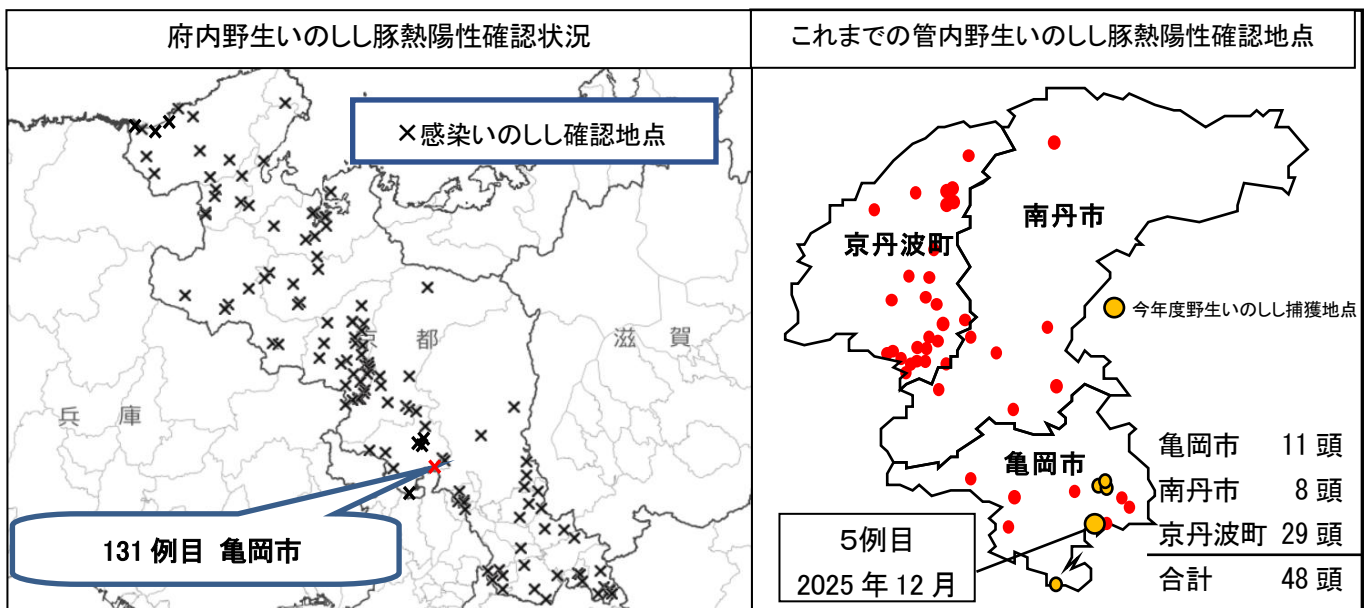 府内野生いのしし豚熱陽性確認状況
×感染いのしし確認地点
京都
滋賀
兵庫
131 例目 亀岡市
これまでの管内野生いのしし豚熱陽性確認地点
南丹市
京丹波町
今年度野生いのしし捕獲地点
亀岡市
亀岡市 11 頭
南丹市 8 頭
京丹波町 29 頭
合計 48 頭
5例目
2025 年 12 月